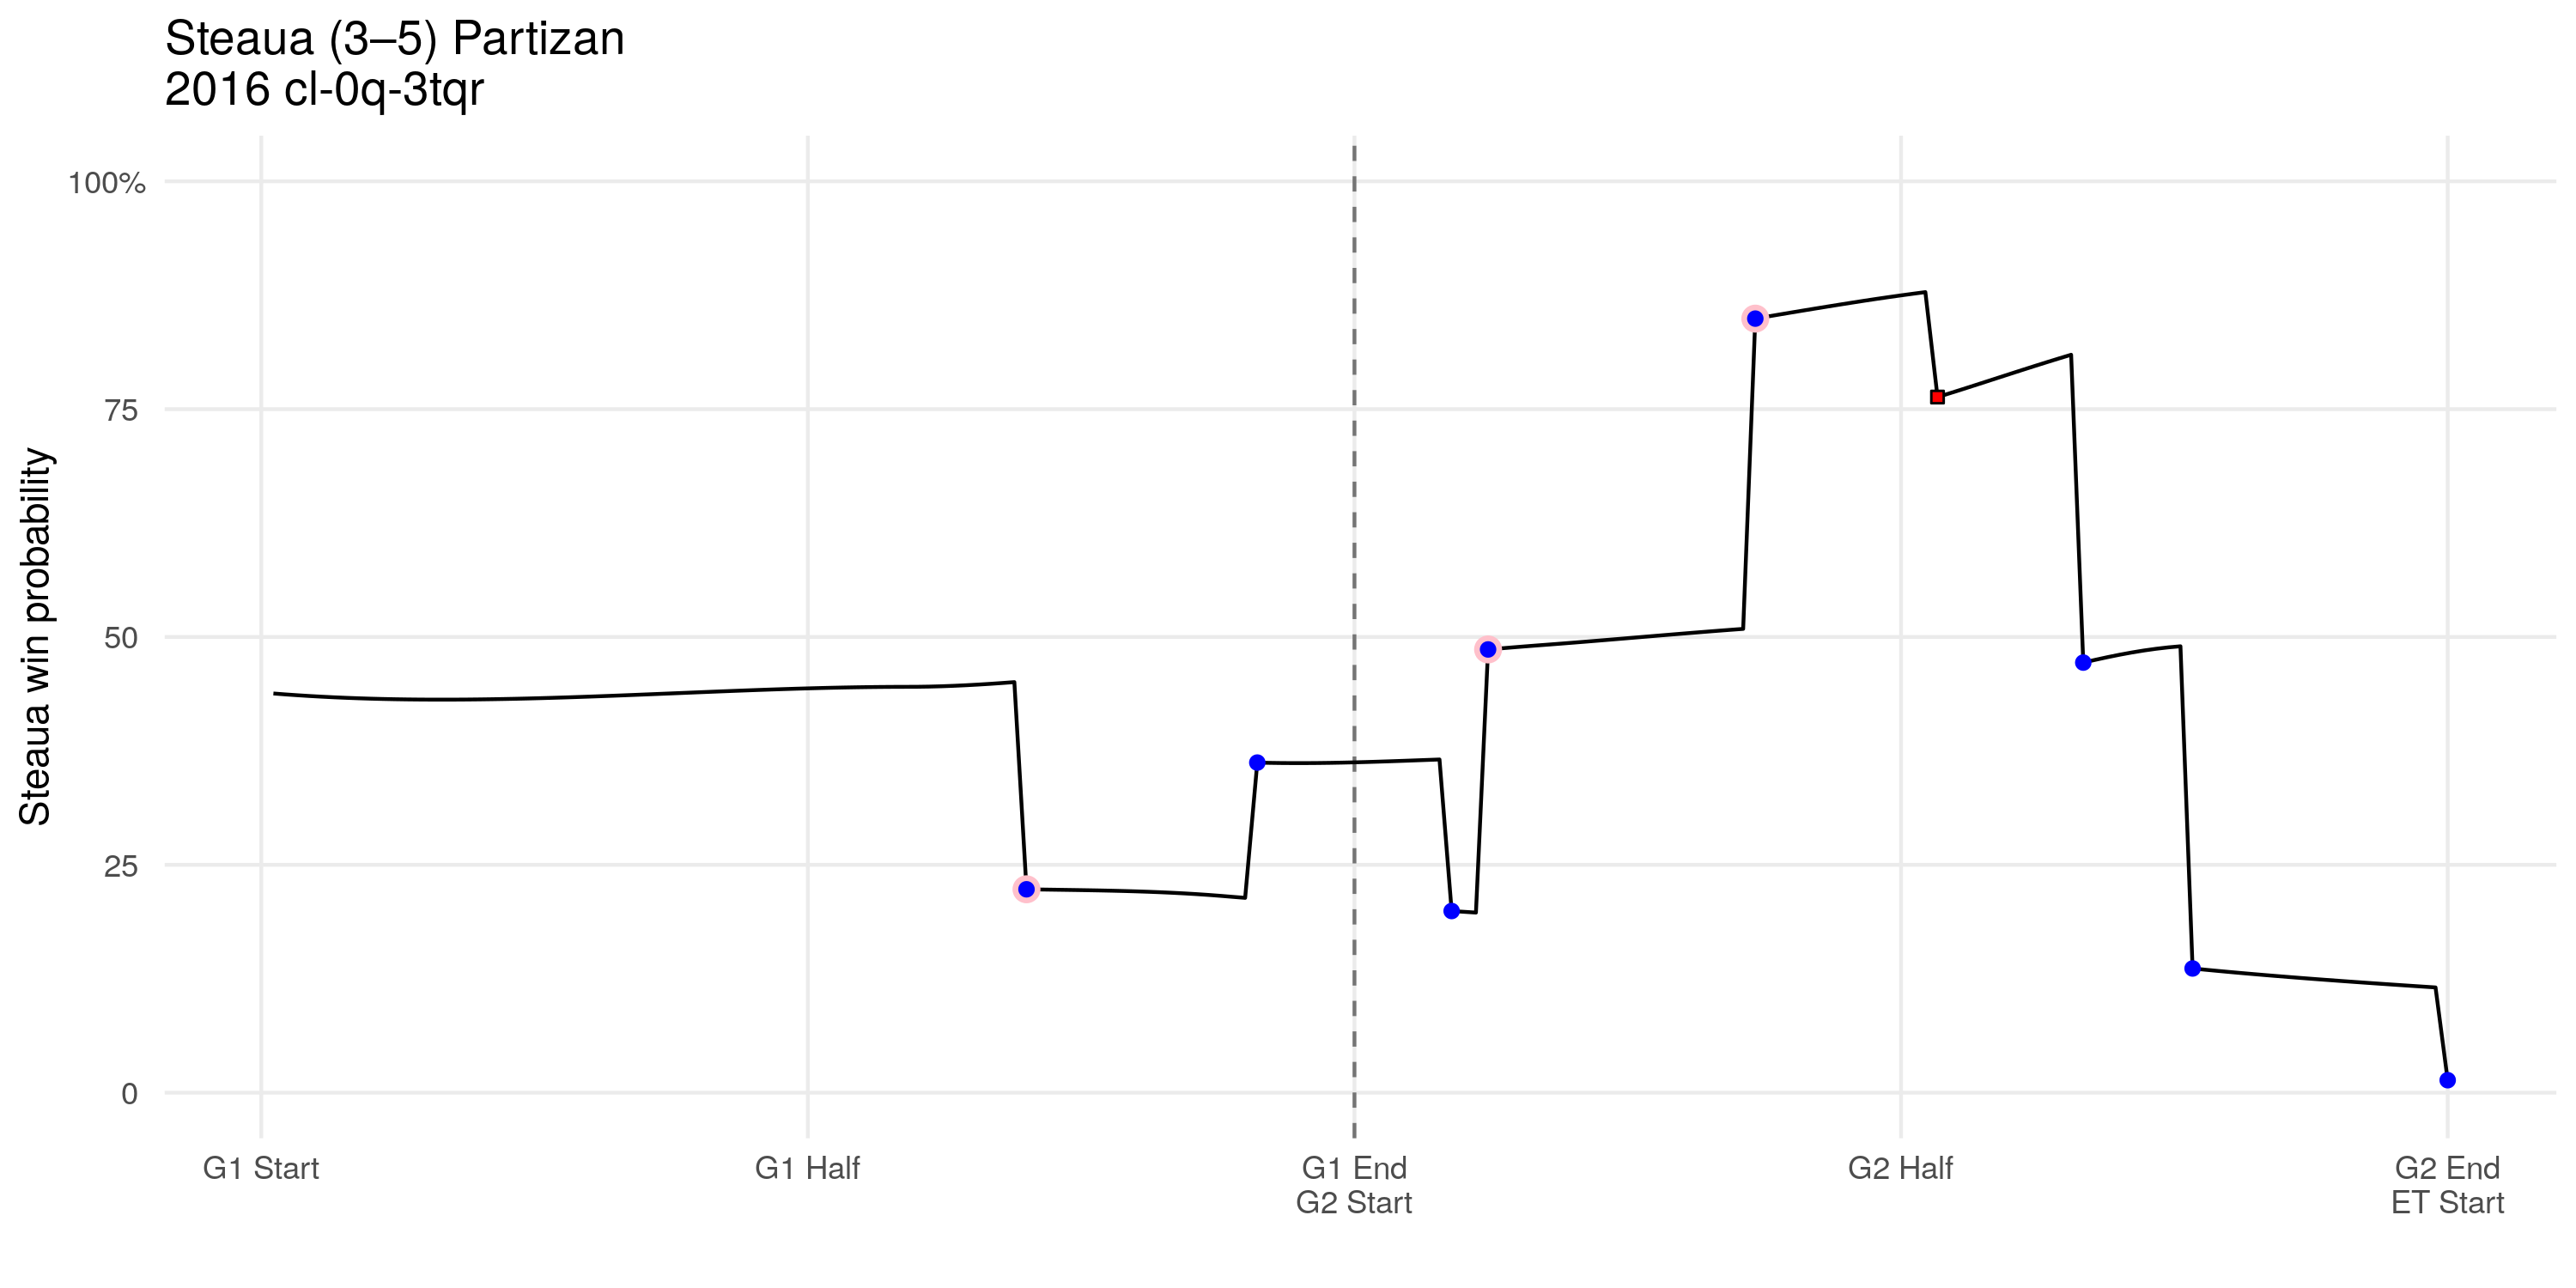 Steaua (3–5) Partizan
2016 cl-0q-3tqr
Steaua win probability
100%
75
50
25
0
G1 Start
G1 Half
G1 End
G2 Start
G2 Half
G2 End
ET Start